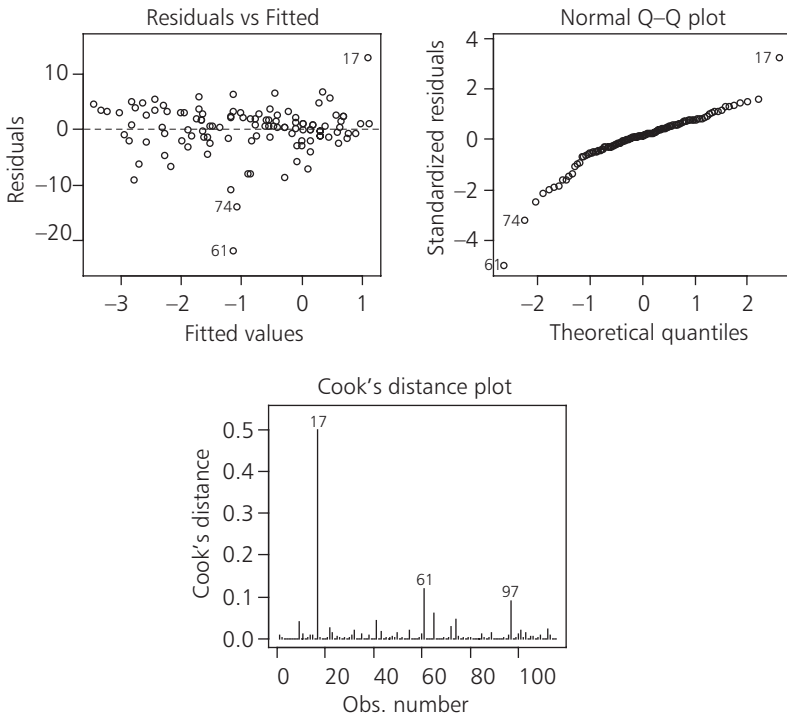 Residuals vs Fitted
Residuals
10
0
−10
−20
17
74
61
−3 −2 −1 0 1
Fitted values
Normal Q–Q plot
Standardized residuals
4
2
0
−2
−4
17
74
61
−2 −1 0 1 2
Theoretical quantiles
Cook's distance plot
Cook's distance
0.5
0.4
0.3
0.2
0.1
0.0
17
61
97
0 20 40 60 80 100
Obs. number